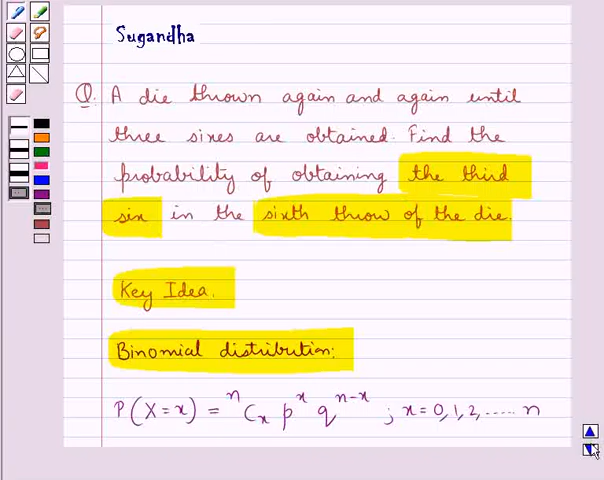 Sugandha
Q. A die thrown again and again until
three sixes are obtained. Find the
probability of obtaining the third
six in the sixth throw of the die.
Key Idea.
Binomial distribution:
P(X=x) = ⁿCₓ pˣ qⁿ⁻ˣ ; x=0,1,2,..... n